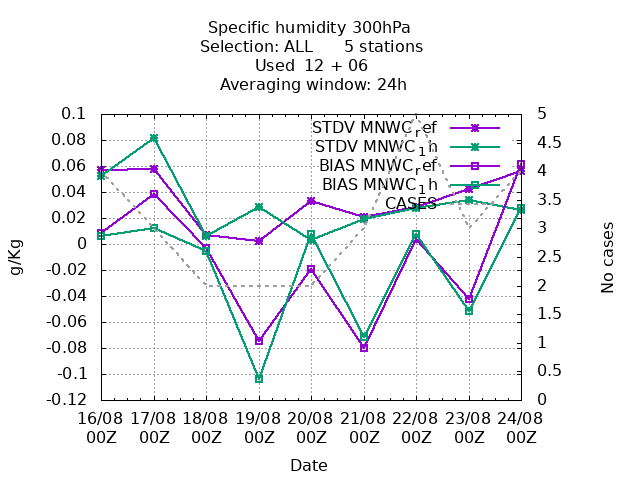 Specific humidity 300hPa
Selection: ALL      5 stations
Used  12 + 06
Averaging window: 24h
STDV MNWC_ref
STDV MNWC_1h
BIAS MNWC_ref
BIAS MNWC_1h
CASES
g/Kg
0.1
0.08
0.06
0.04
0.02
0
-0.02
-0.04
-0.06
-0.08
-0.1
-0.12
No cases
5
4.5
4
3.5
3
2.5
2
1.5
1
0.5
0
16/08 17/08 18/08 19/08 20/08 21/08 22/08 23/08 24/08
00Z 00Z 00Z 00Z 00Z 00Z 00Z 00Z 00Z
Date